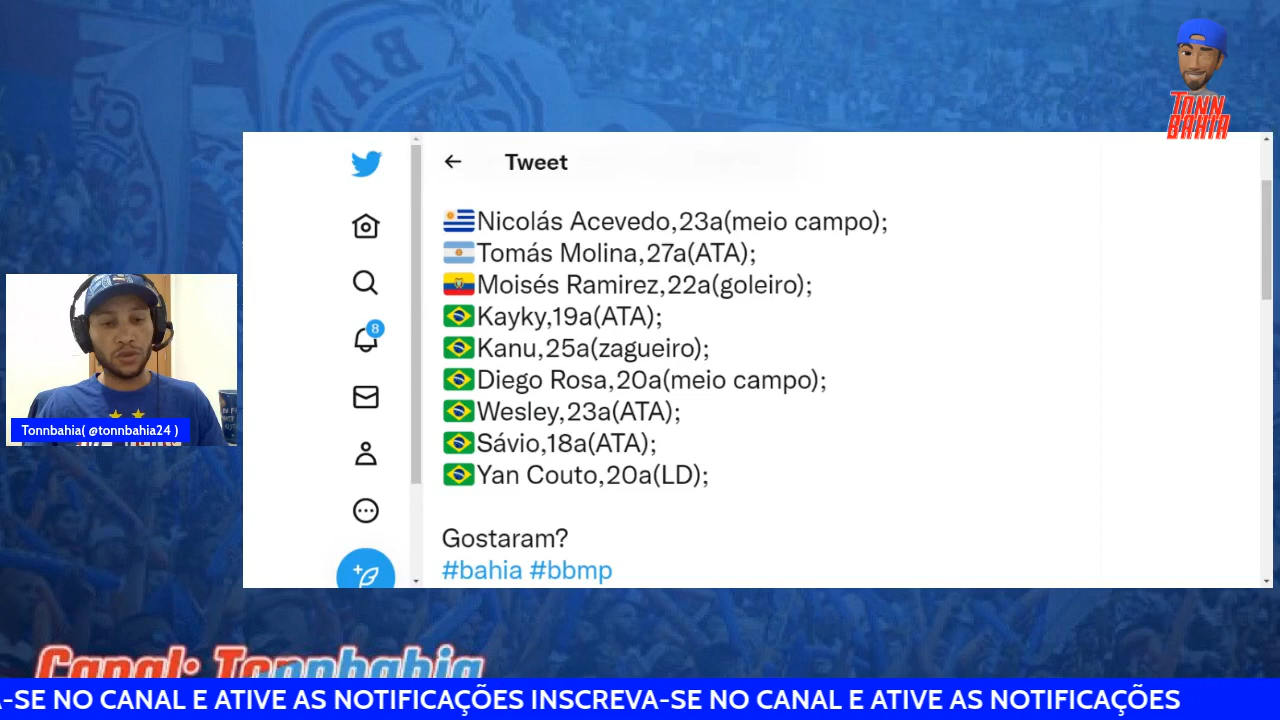 TONN
BAHIA
Tweet
Nicolás Acevedo,23a(meio campo);
Tomás Molina,27a(ATA);
Moisés Ramirez,22a(goleiro);
8
Kayky,19a(ATA);
Kanu,25a(zagueiro);
Diego Rosa,20a(meio campo);
Wesley,23a(ATA);
Sávio,18a(ATA);
Yan Couto,20a(LD);
Tonnbahia( @tonnbahia24 )
Gostaram?
#bahia #bbmp
Canal: Tonnbahia
A-SE NO CANAL E ATIVE AS NOTIFICAÇÕES INSCREVA-SE NO CANAL E ATIVE AS NOTIFICAÇÕES